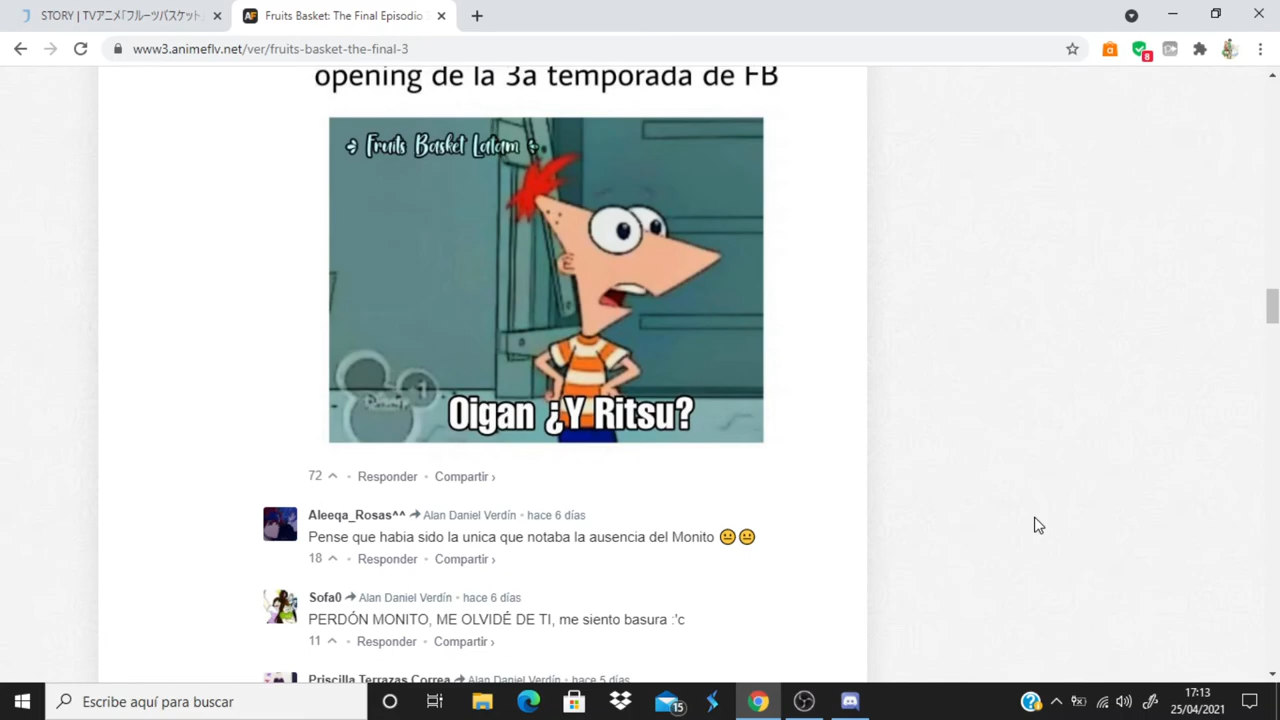 STORY | TVアニメ「フルーツバスケット」
Fruits Basket: The Final Episodio
www3.animeflv.net/ver/fruits-basket-the-final-3
8
opening de la 3a temporada de FB
Fruits Basket Latam
Disney
1
Oigan ¿Y Ritsu?
72 • Responder • Compartir ›
Aleeqa_Rosas^^ Alan Daniel Verdín • hace 6 días
Pense que habia sido la unica que notaba la ausencia del Monito 😐😐
18 • Responder • Compartir ›
Sofa0 Alan Daniel Verdín • hace 6 días
PERDÓN MONITO, ME OLVIDÉ DE TI, me siento basura :'c
11 • Responder • Compartir ›
Priscilla Terrazas Correa Alan Daniel Verdín • hace 5 días
Escribe aquí para buscar
15
17:13
25/04/2021